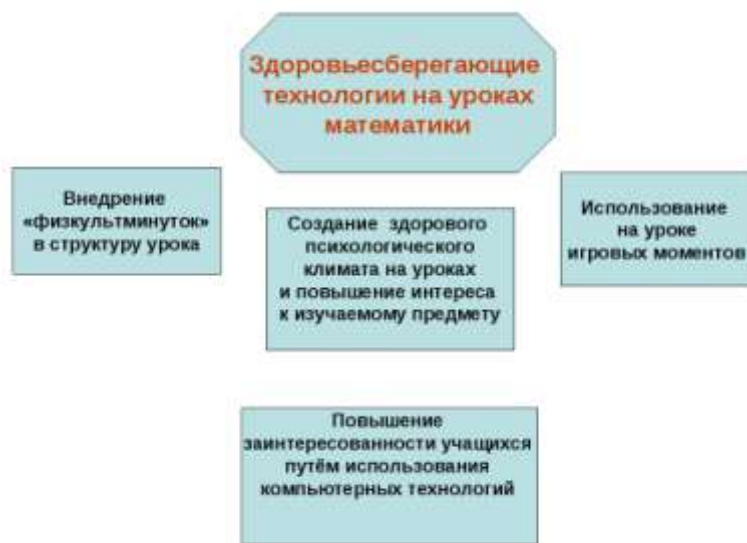 Здоровьесберегающие
технологии на уроках
математики
Внедрение
«физкультминуток»
в структуру урока
Создание здорового
психологического
климата на уроках
и повышение интереса
к изучаемому предмету
Использование
на уроке
игровых моментов
Повышение
заинтересованности учащихся
путём использования
компьютерных технологий